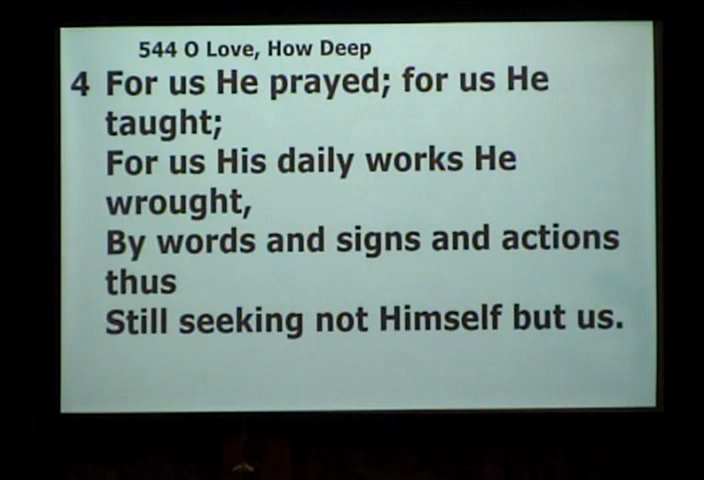 544 O Love, How Deep
4 For us He prayed; for us He
taught;
For us His daily works He
wrought,
By words and signs and actions
thus
Still seeking not Himself but us.